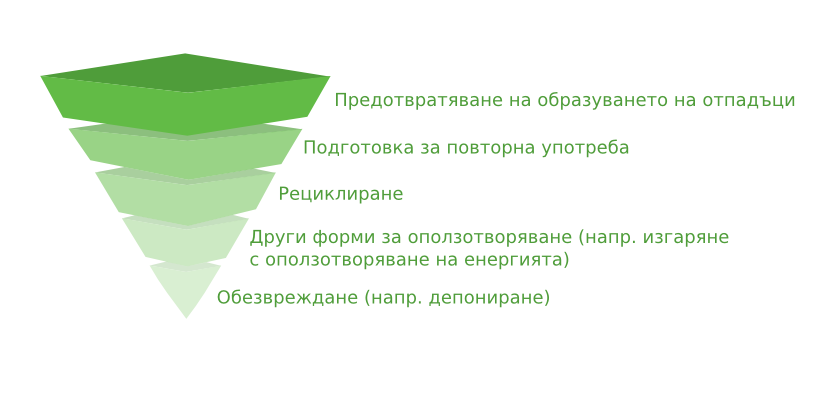 Предотвратяване на образуването на отпадъци
Подготовка за повторна употреба
Рециклиране
Други форми за оползотворяване (напр. изгаряне
с оползотворяване на енергията)
Обезвреждане (напр. депониране)